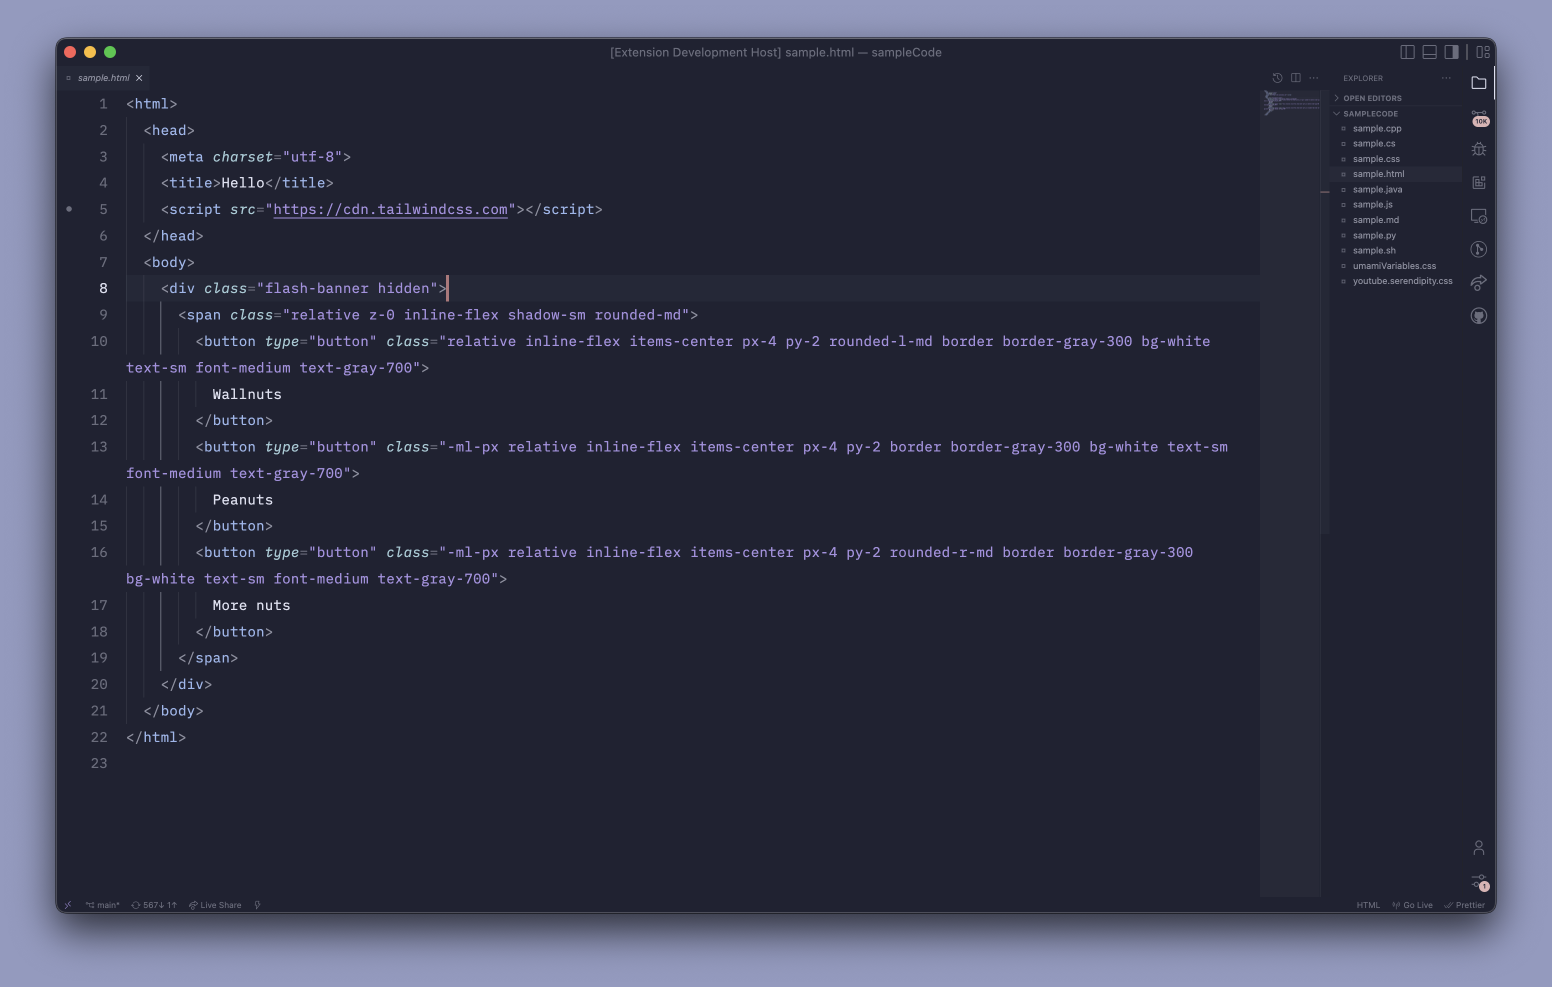 [Extension Development Host] sample.html — sampleCode
sample.html
1 <html>
2 <head>
3 <meta charset="utf-8">
4 <title>Hello</title>
5 <script src="https://cdn.tailwindcss.com"></script>
6 </head>
7 <body>
8 <div class="flash-banner hidden">
9 <span class="relative z-0 inline-flex shadow-sm rounded-md">
10 <button type="button" class="relative inline-flex items-center px-4 py-2 rounded-l-md border border-gray-300 bg-white
text-sm font-medium text-gray-700">
11 Wallnuts
12 </button>
13 <button type="button" class="-ml-px relative inline-flex items-center px-4 py-2 border border-gray-300 bg-white text-sm
font-medium text-gray-700">
14 Peanuts
15 </button>
16 <button type="button" class="-ml-px relative inline-flex items-center px-4 py-2 rounded-r-md border border-gray-300
bg-white text-sm font-medium text-gray-700">
17 More nuts
18 </button>
19 </span>
20 </div>
21 </body>
22 </html>
23
EXPLORER
OPEN EDITORS
SAMPLECODE
sample.cpp
sample.cs
sample.css
sample.html
sample.java
sample.js
sample.md
sample.py
sample.sh
umamiVariables.css
youtube.serendipity.css
10K
1
main* 567↓ 1↑ Live Share
HTML Go Live Prettier